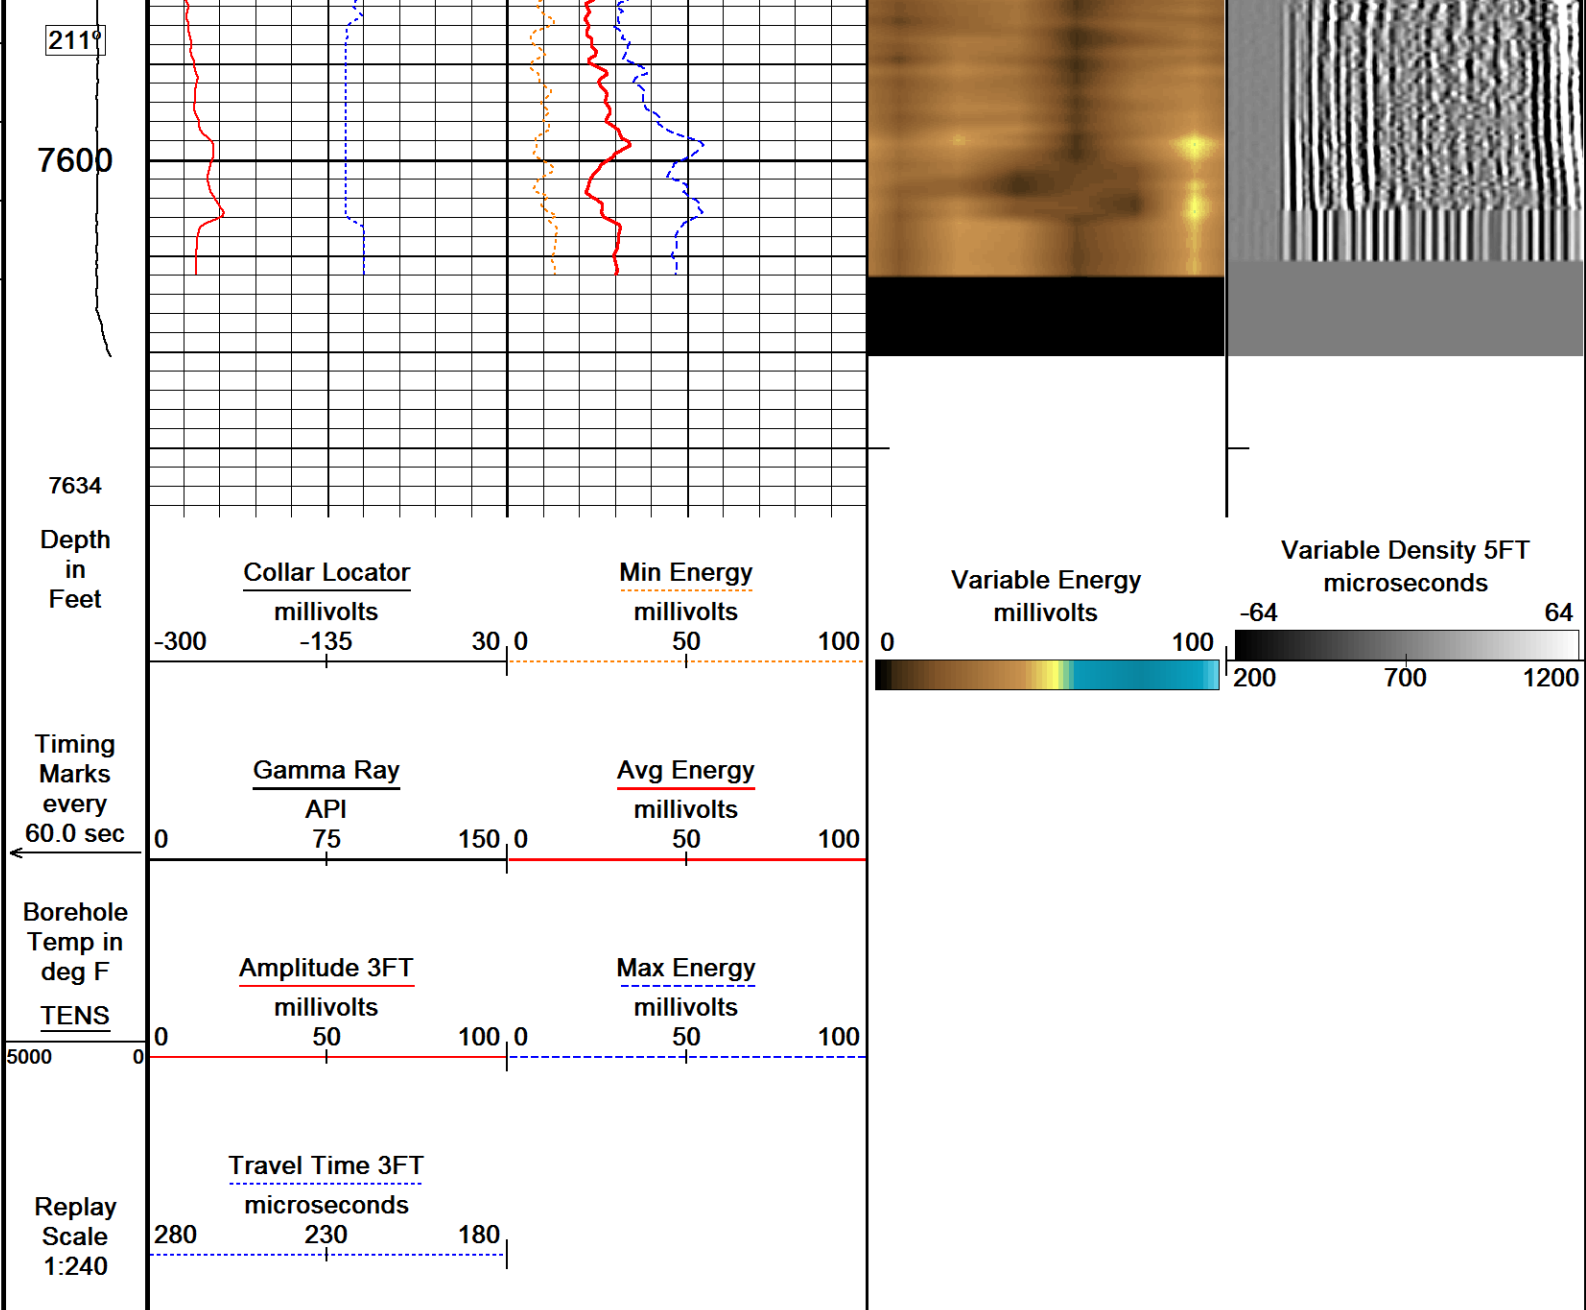 211°
7600
7634
Depth
in
Feet
Timing
Marks
every
60.0 sec
Borehole
Temp in
deg F
TENS
5000 0
Replay
Scale
1:240
Collar Locator
millivolts
-300 -135 30
Gamma Ray
API
0 75 150
Amplitude 3FT
millivolts
0 50 100
Travel Time 3FT
microseconds
280 230 180
Min Energy
millivolts
0 50 100
Avg Energy
millivolts
0 50 100
Max Energy
millivolts
0 50 100
Variable Energy
millivolts
0 100
Variable Density 5FT
microseconds
-64 64
200 700 1200